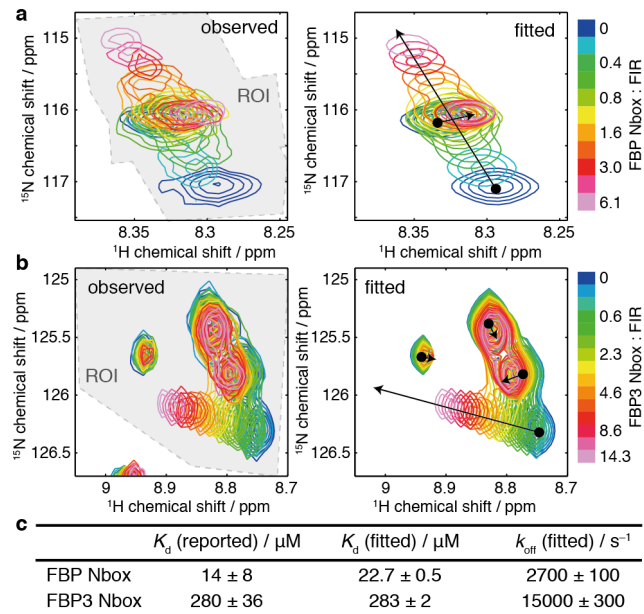 a
observed
fitted
ROI
115
116
117
8.35
8.30
8.25
¹H chemical shift / ppm
¹⁵N chemical shift / ppm
115
116
117
8.35
8.30
8.25
¹H chemical shift / ppm
¹⁵N chemical shift / ppm
0
0.4
1.6
3.0
6.1
FBP Nbox : FIR
b
observed
fitted
ROI
125
125.5
126
126.5
9
8.9
8.8
8.7
¹H chemical shift / ppm
¹⁵N chemical shift / ppm
125
125.5
126
126.5
9
8.9
8.8
8.7
¹H chemical shift / ppm
¹⁵N chemical shift / ppm
0
0.6
2.3
4.6
8.6
14.3
FBP3 Nbox : FIR
c
Kd (reported) / µM Kd (fitted) / µM koff (fitted) / s⁻¹
FBP Nbox 14 ± 8 22.7 ± 0.5 2700 ± 100
FBP3 Nbox 280 ± 36 283 ± 2 15000 ± 300